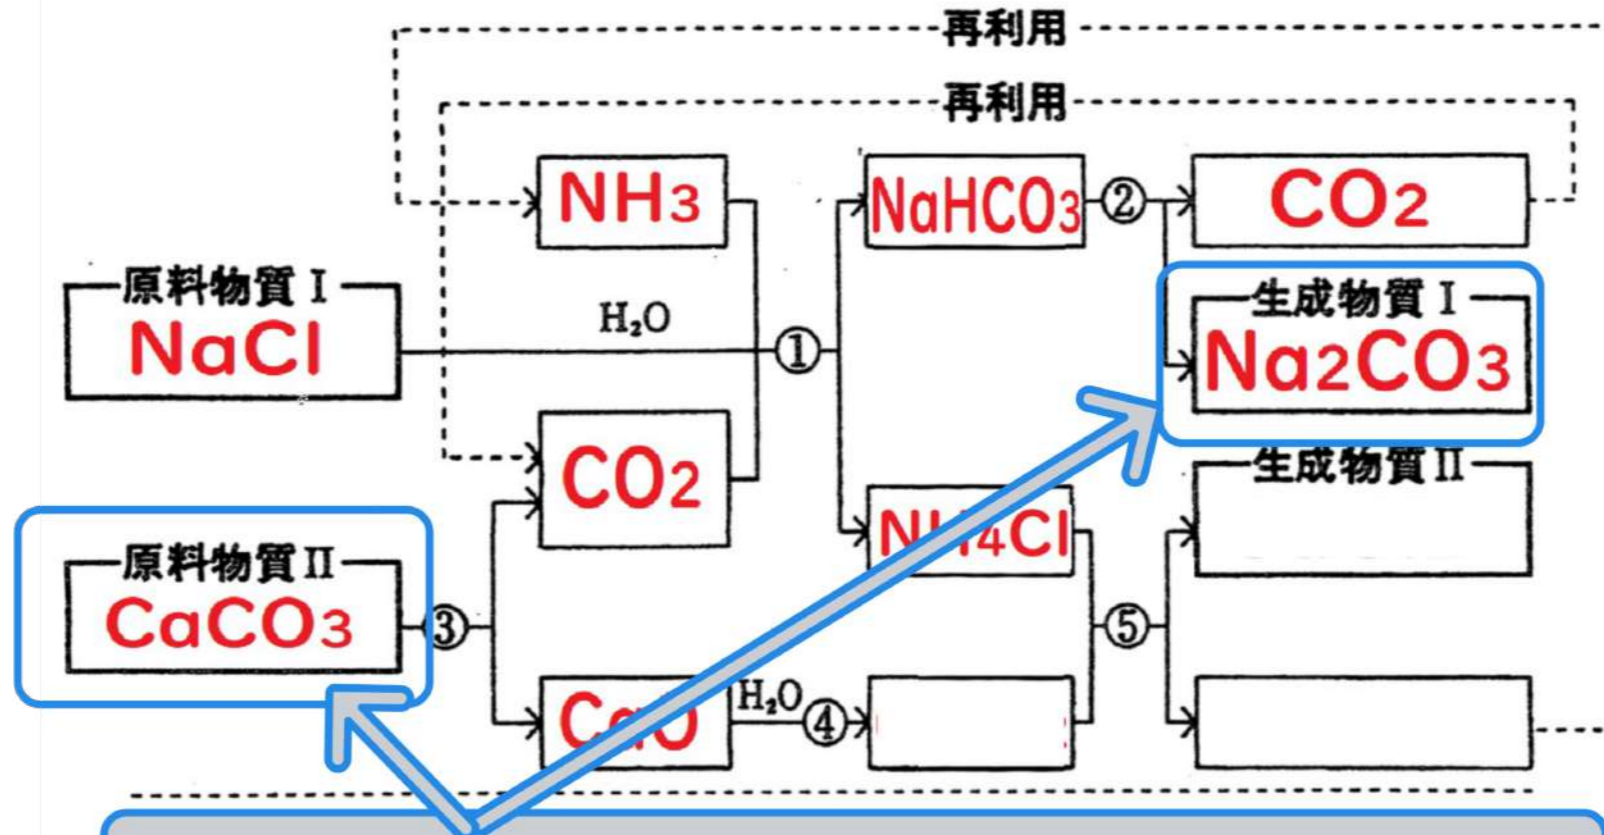 再利用
再利用
NH3
NaHCO3
②
CO2
原料物質Ⅰ
NaCl
H₂O
①
生成物質Ⅰ
Na2CO3
CO2
生成物質Ⅱ
NH4Cl
原料物質Ⅱ
CaCO3
③
⑤
CaO
H₂O
④